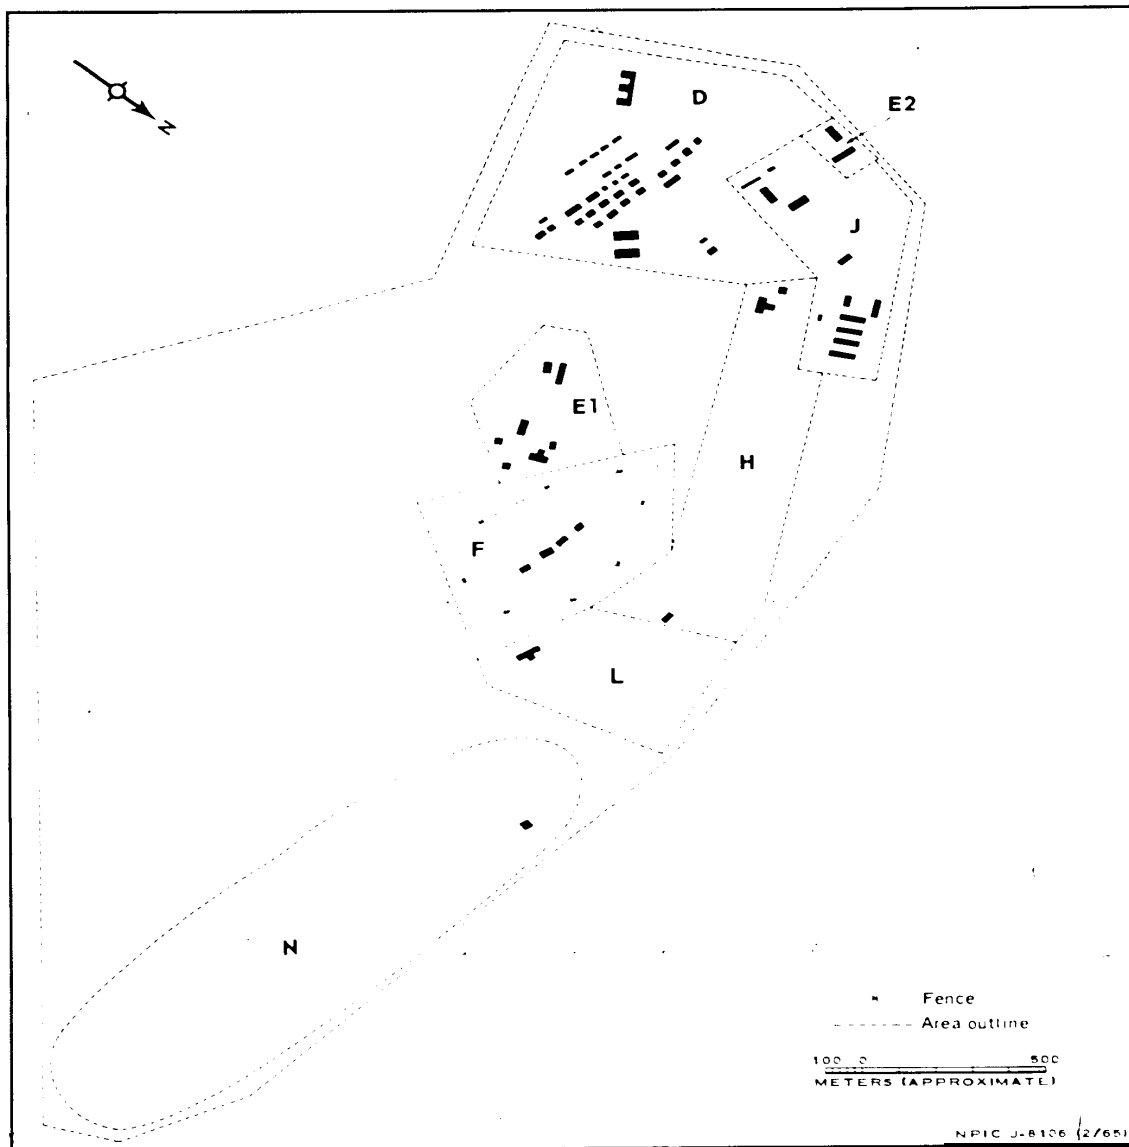 D
E2
N
J
E1
H
F
L
N
Fence
Area outline
100 0 500
METERS (APPROXIMATE)
NPIC J-8106 (2/65)